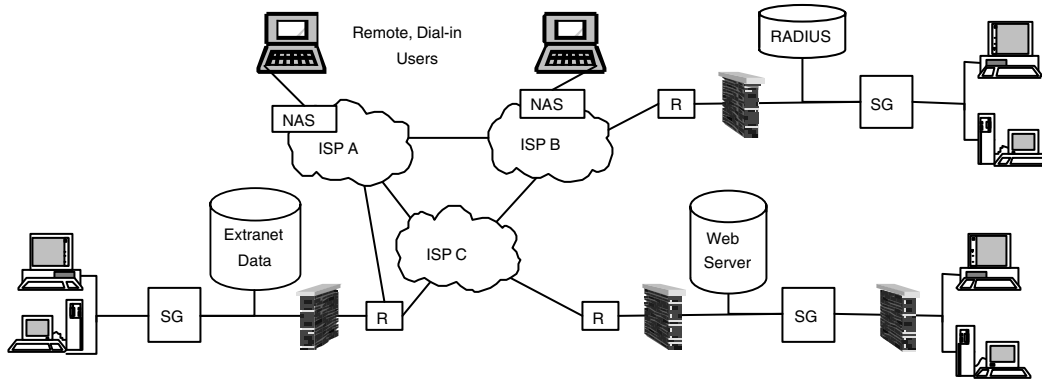 Remote, Dial-in
Users
RADIUS
NAS
NAS
R
SG
ISP A
ISP B
Extranet
Data
ISP C
Web
Server
SG
R
R
SG